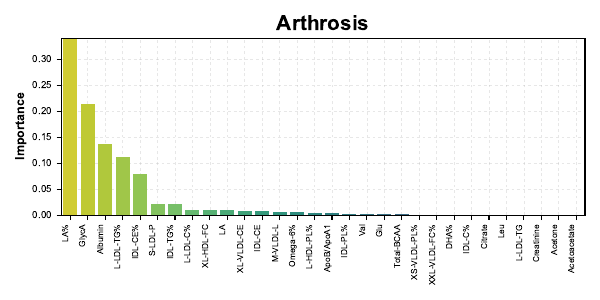 Arthrosis
Importance
0.30
0.25
0.20
0.15
0.10
0.05
0.00
LA%
GlycA
Albumin
L-LDL-TG%
IDL-CE%
S-LDL-P
IDL-TG%
L-LDL-C%
XL-HDL-FC
LA
XL-VLDL-CE
IDL-CE
M-VLDL-L
Omega-6%
L-HDL-PL%
ApoB/ApoA1
IDL-PL%
Val
Glu
Total-BCAA
XS-VLDL-PL%
XXL-VLDL-FC%
DHA%
IDL-C%
Citrate
Leu
L-LDL-TG
Creatinine
Acetone
Acetoacetate